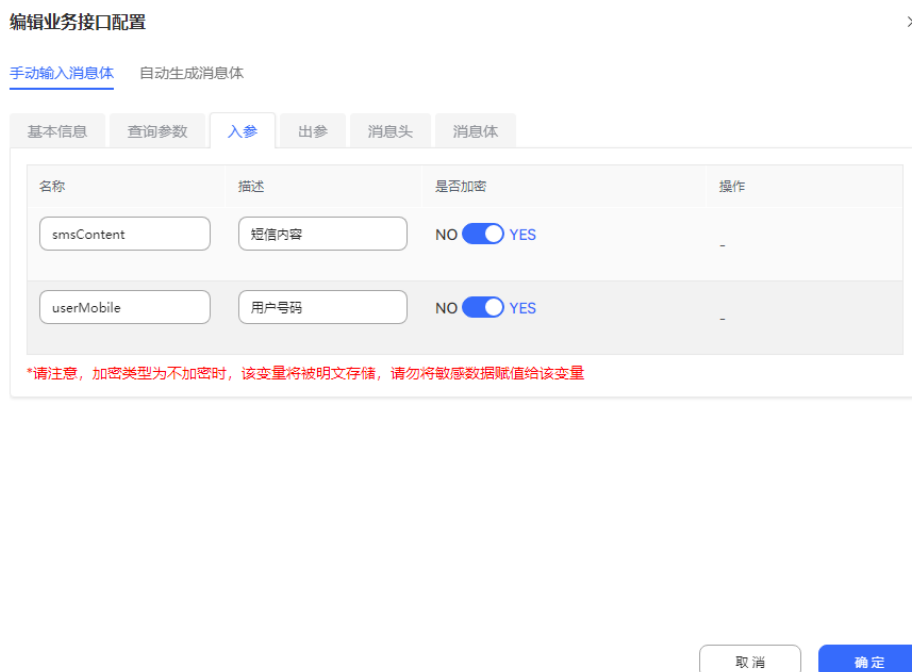 编辑业务接口配置
手动输入消息体 自动生成消息体
基本信息 查询参数 入参 出参 消息头 消息体
名称 描述 是否加密 操作
smsContent 短信内容 NO YES -
userMobile 用户号码 NO YES -
*请注意，加密类型为不加密时，该变量将被明文存储，请勿将敏感数据赋值给该变量
取消 确定